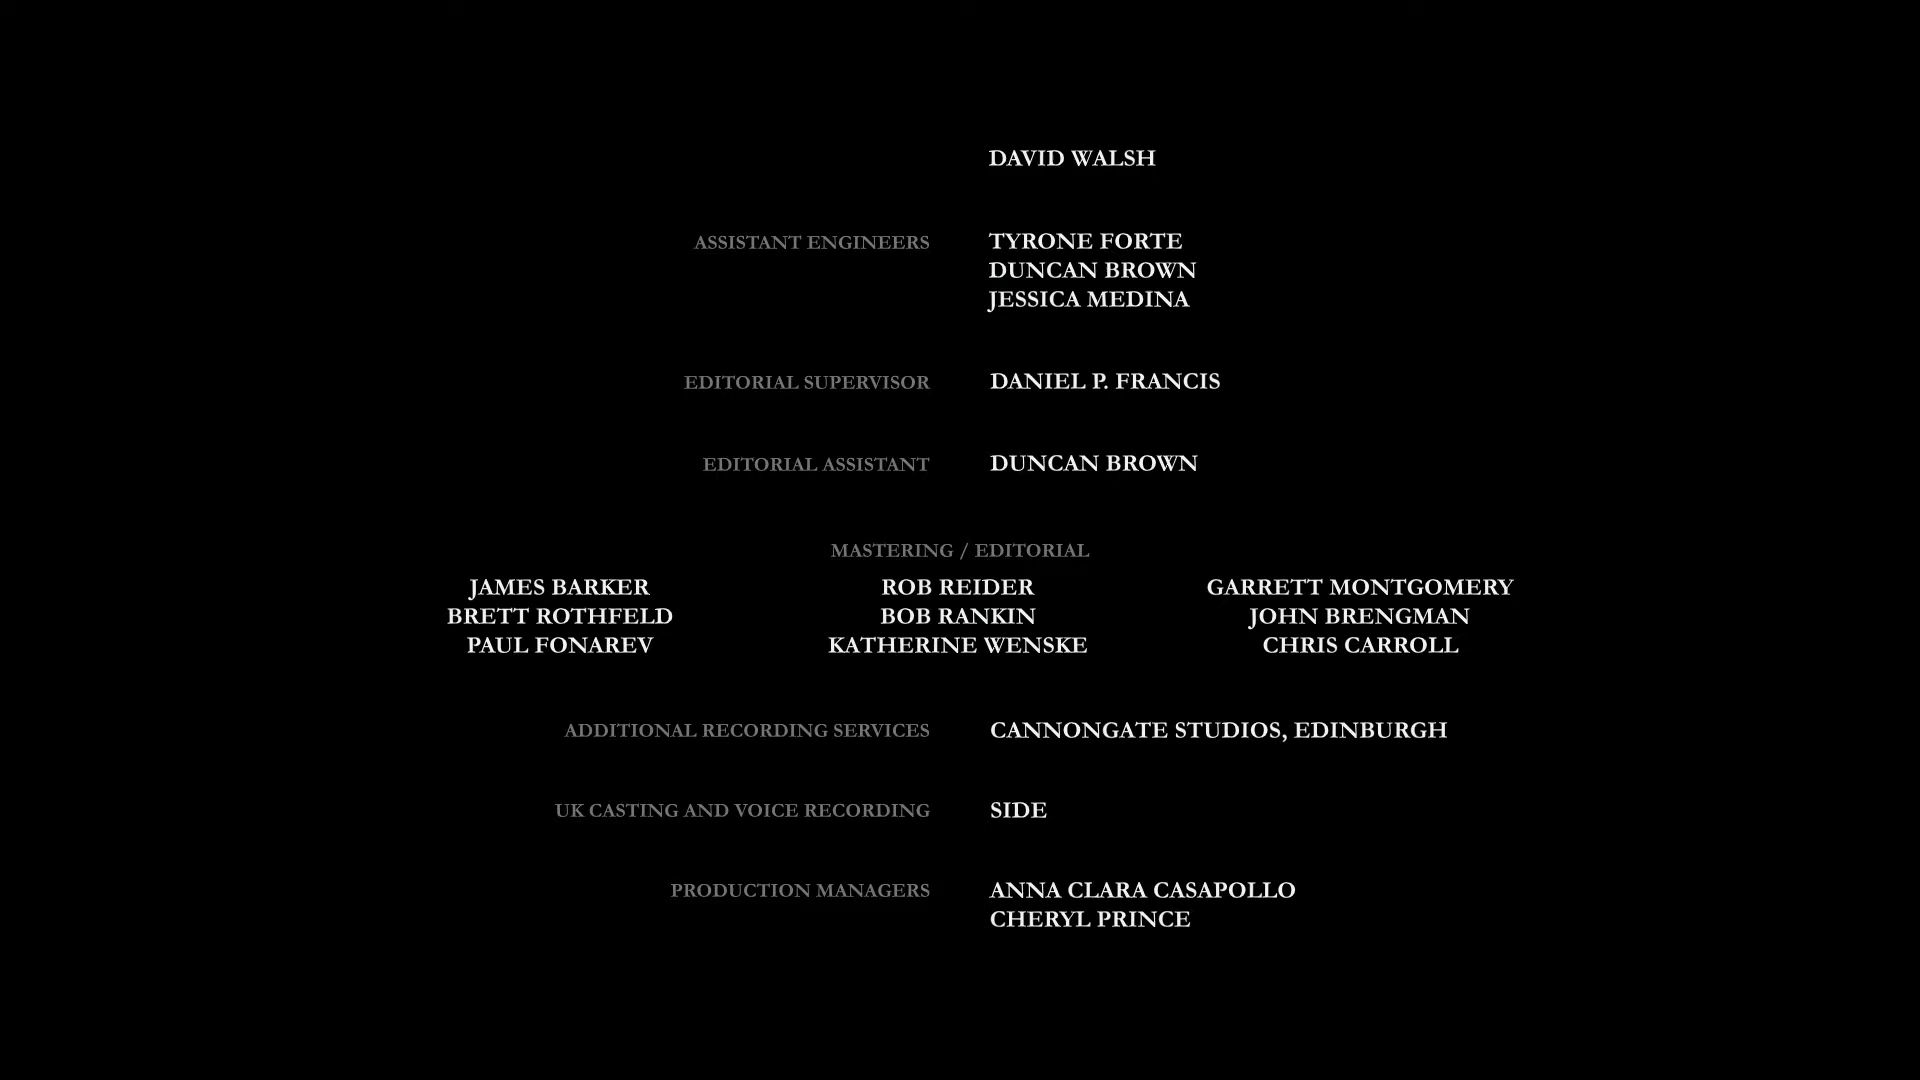 DAVID WALSH
ASSISTANT ENGINEERS TYRONE FORTE
DUNCAN BROWN
JESSICA MEDINA
EDITORIAL SUPERVISOR DANIEL P. FRANCIS
EDITORIAL ASSISTANT DUNCAN BROWN
MASTERING / EDITORIAL
JAMES BARKER ROB REIDER GARRETT MONTGOMERY
BRETT ROTHFELD BOB RANKIN JOHN BRENGMAN
PAUL FONAREV KATHERINE WENSKE CHRIS CARROLL
ADDITIONAL RECORDING SERVICES CANNONGATE STUDIOS, EDINBURGH
UK CASTING AND VOICE RECORDING SIDE
PRODUCTION MANAGERS ANNA CLARA CASAPOLLO
CHERYL PRINCE